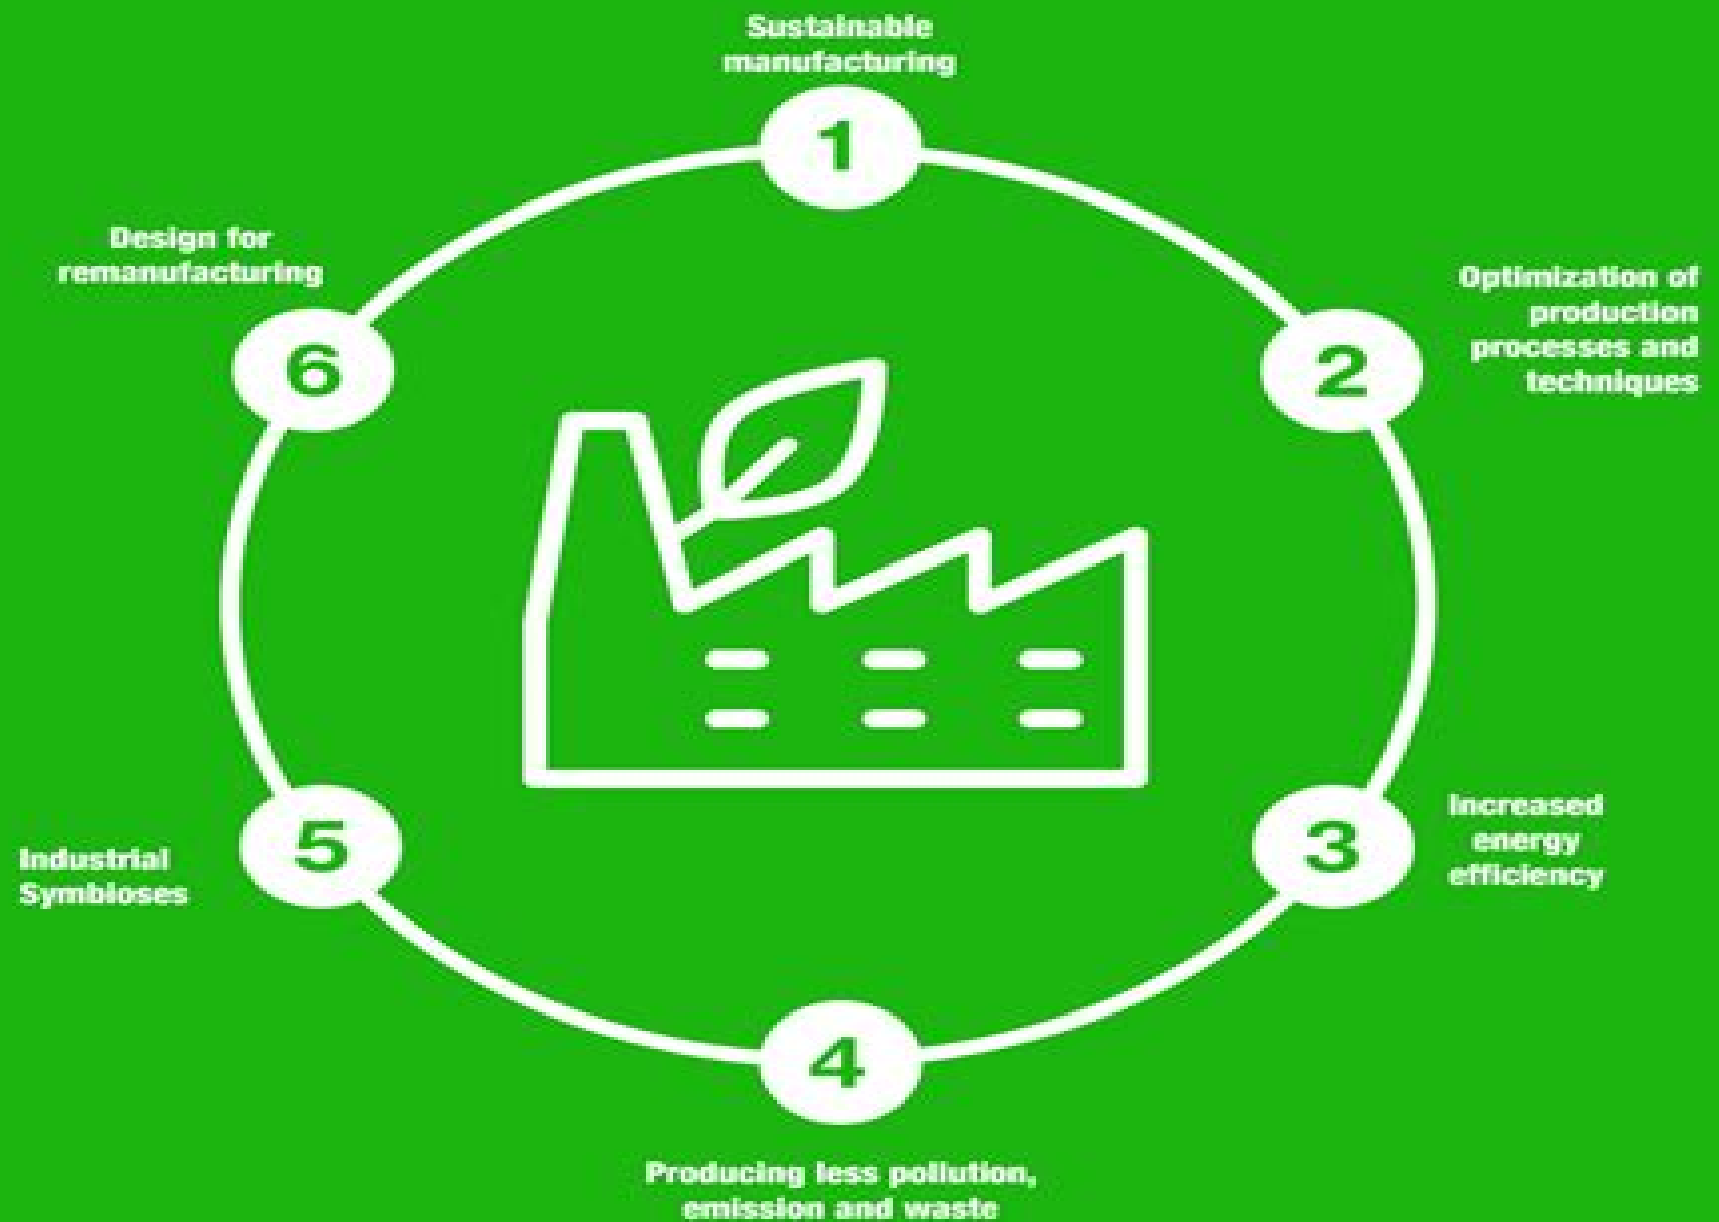 Sustainable
manufacturing
1
Optimization of
production
processes and
techniques
2
Increased
energy
efficiency
3
4
Producing less pollution,
emission and waste
5
Industrial
Symbioses
Design for
remanufacturing
6